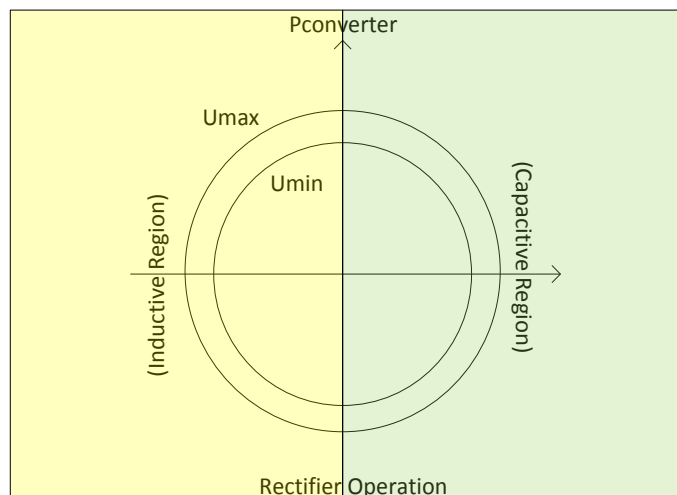 Pconverter
Umax
Umin
(Inductive Region)
(Capacitive Region)
Rectifier Operation